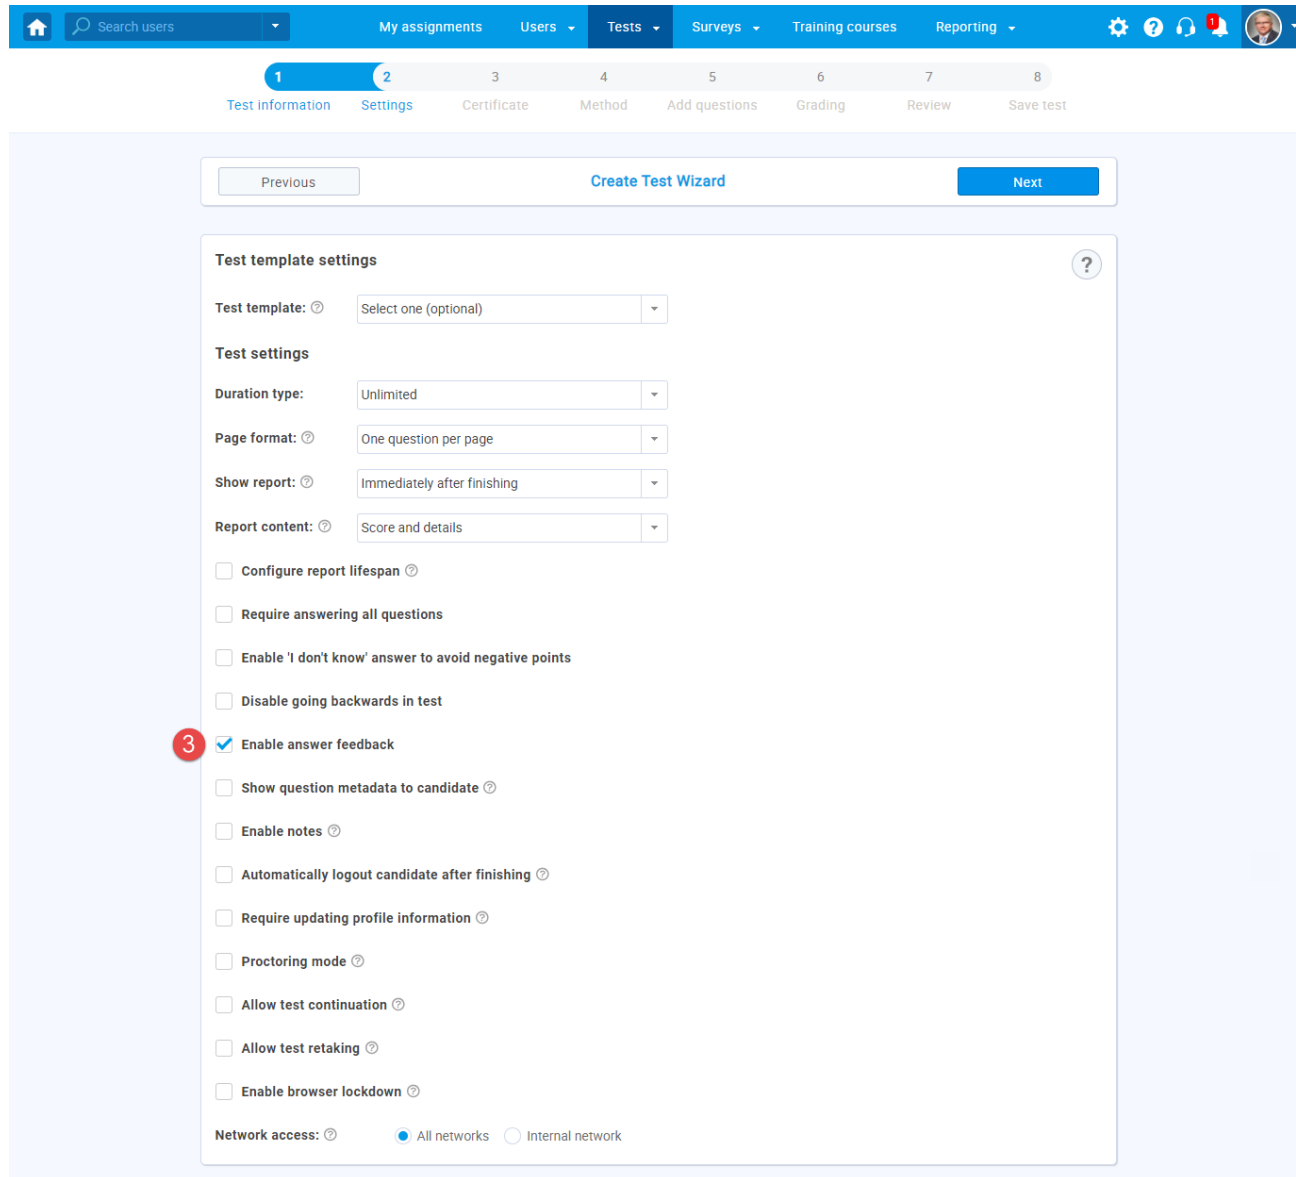 Search users My assignments Users Tests Surveys Training courses Reporting 1
1 2 3 4 5 6 7 8
Test information Settings Certificate Method Add questions Grading Review Save test
Previous Create Test Wizard Next
Test template settings ?
Test template: ? Select one (optional)
Test settings
Duration type: Unlimited
Page format: ? One question per page
Show report: ? Immediately after finishing
Report content: ? Score and details
Configure report lifespan ?
Require answering all questions
Enable 'I don't know' answer to avoid negative points
Disable going backwards in test
3 Enable answer feedback
Show question metadata to candidate ?
Enable notes ?
Automatically logout candidate after finishing ?
Require updating profile information ?
Proctoring mode ?
Allow test continuation ?
Allow test retaking ?
Enable browser lockdown ?
Network access: ? All networks Internal network